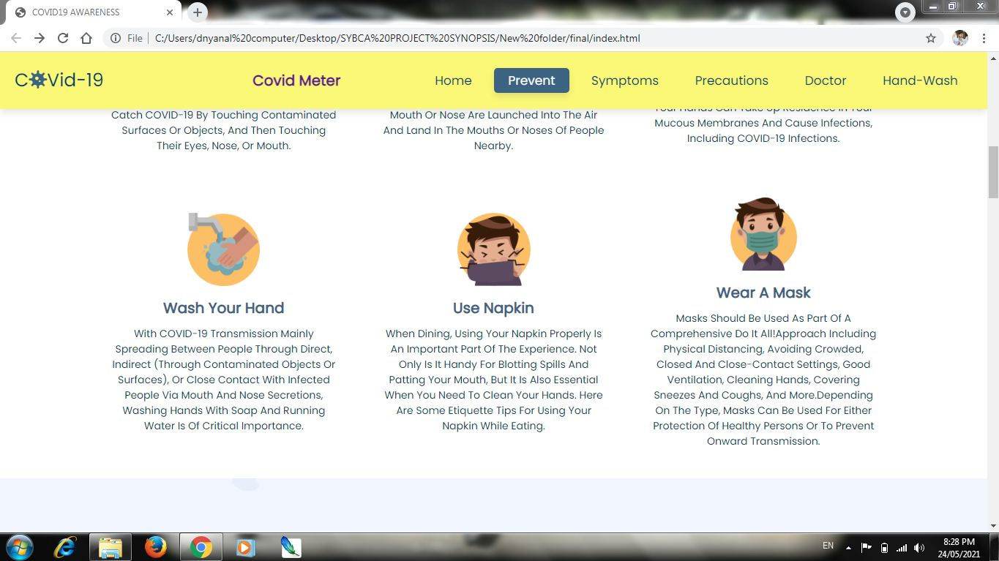 COVID19 AWARENESS
File C:/Users/dnyanal%20computer/Desktop/SYBCA%20PROJECT%20SYNOPSIS/New%20folder/final/index.html
COVid-19
Covid Meter
Home
Prevent
Symptoms
Precautions
Doctor
Hand-Wash
Catch COVID-19 By Touching Contaminated
Surfaces Or Objects, And Then Touching
Their Eyes, Nose, Or Mouth.
Mouth Or Nose Are Launched Into The Air
And Land In The Mouths Or Noses Of People
Nearby.
Your Hands Can Take Up Residence In Your
Mucous Membranes And Cause Infections,
Including COVID-19 Infections.
Wash Your Hand
With COVID-19 Transmission Mainly
Spreading Between People Through Direct,
Indirect (Through Contaminated Objects Or
Surfaces), Or Close Contact With Infected
People Via Mouth And Nose Secretions,
Washing Hands With Soap And Running
Water Is Of Critical Importance.
Use Napkin
When Dining, Using Your Napkin Properly Is
An Important Part Of The Experience. Not
Only Is It Handy For Blotting Spills And
Patting Your Mouth, But It Is Also Essential
When You Need To Clean Your Hands. Here
Are Some Etiquette Tips For Using Your
Napkin While Eating.
Wear A Mask
Masks Should Be Used As Part Of A
Comprehensive Do It All!Approach Including
Physical Distancing, Avoiding Crowded,
Closed And Close-Contact Settings, Good
Ventilation, Cleaning Hands, Covering
Sneezes And Coughs, And More.Depending
On The Type, Masks Can Be Used For Either
Protection Of Healthy Persons Or To Prevent
Onward Transmission.
EN
8:28 PM
24/05/2021